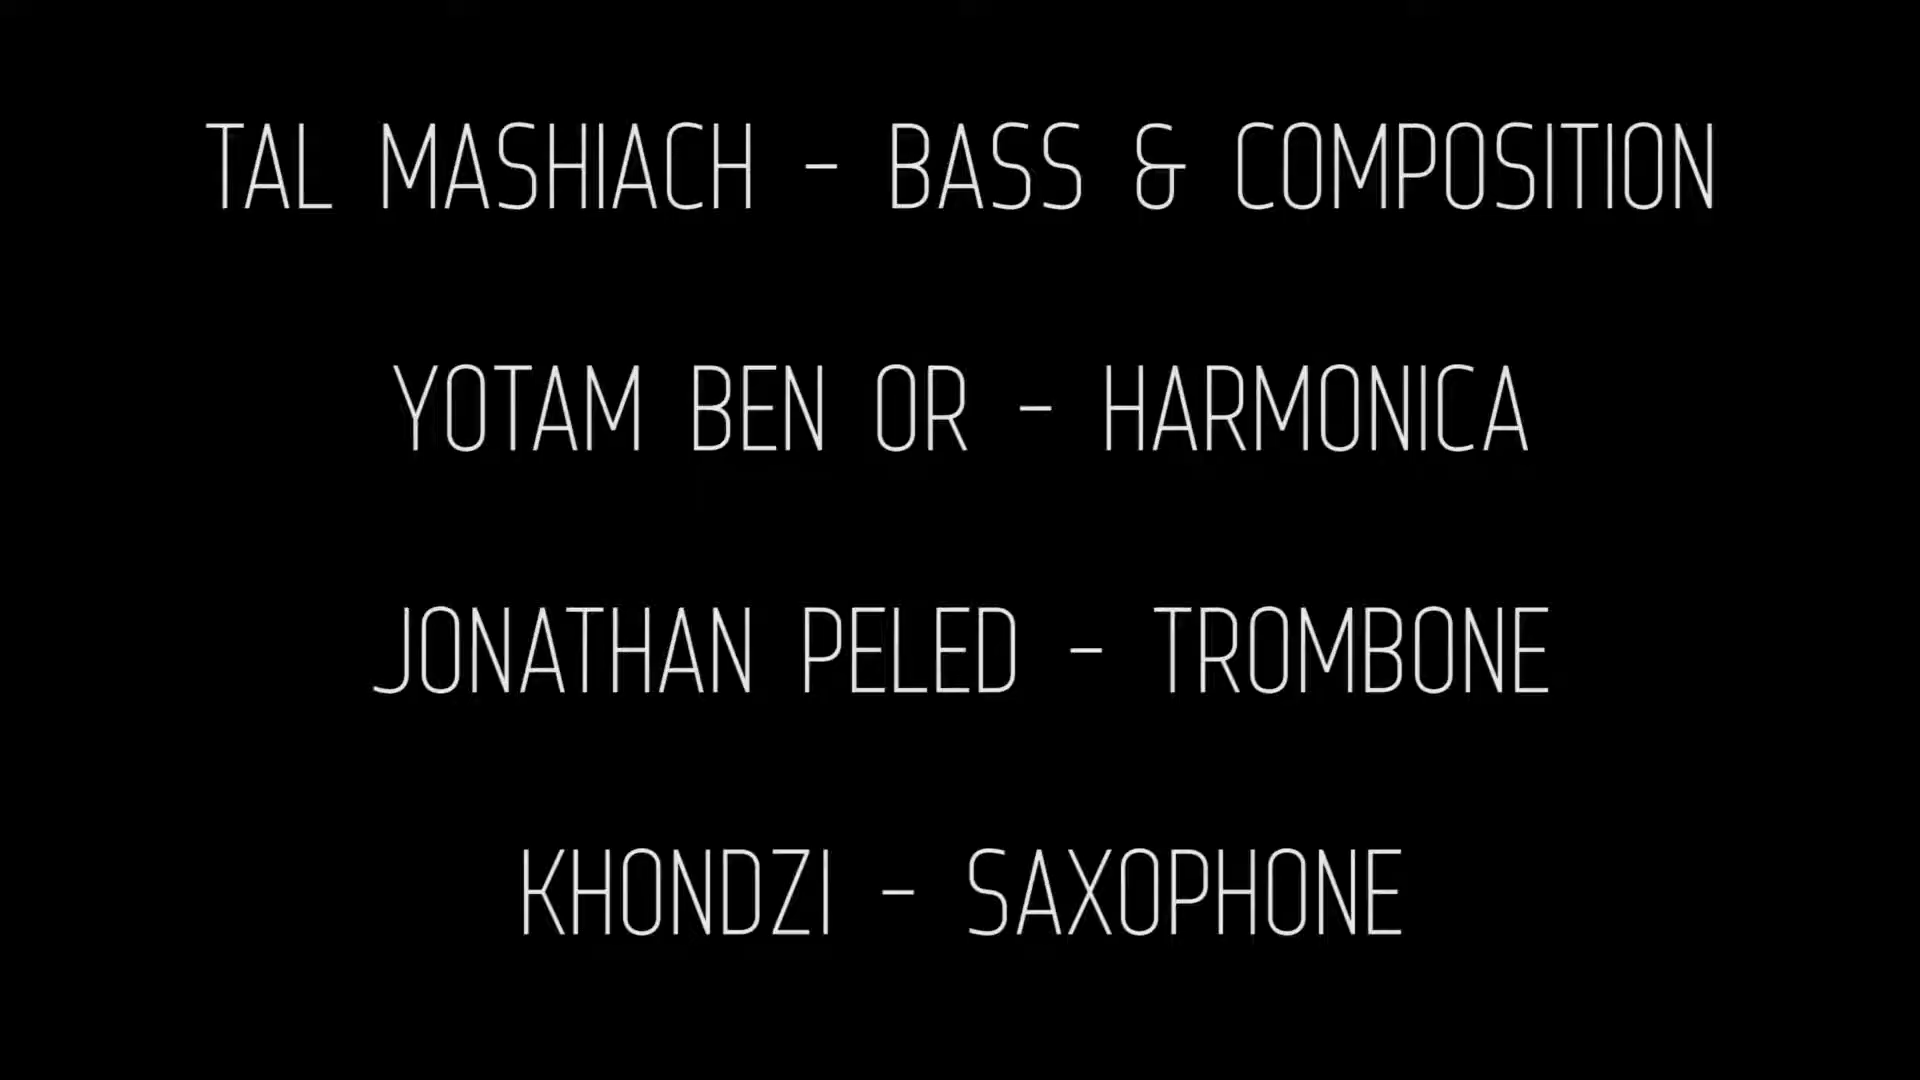 TAL MASHIACH - BASS & COMPOSITION
YOTAM BEN OR - HARMONICA
JONATHAN PELED - TROMBONE
KHONDZI - SAXOPHONE